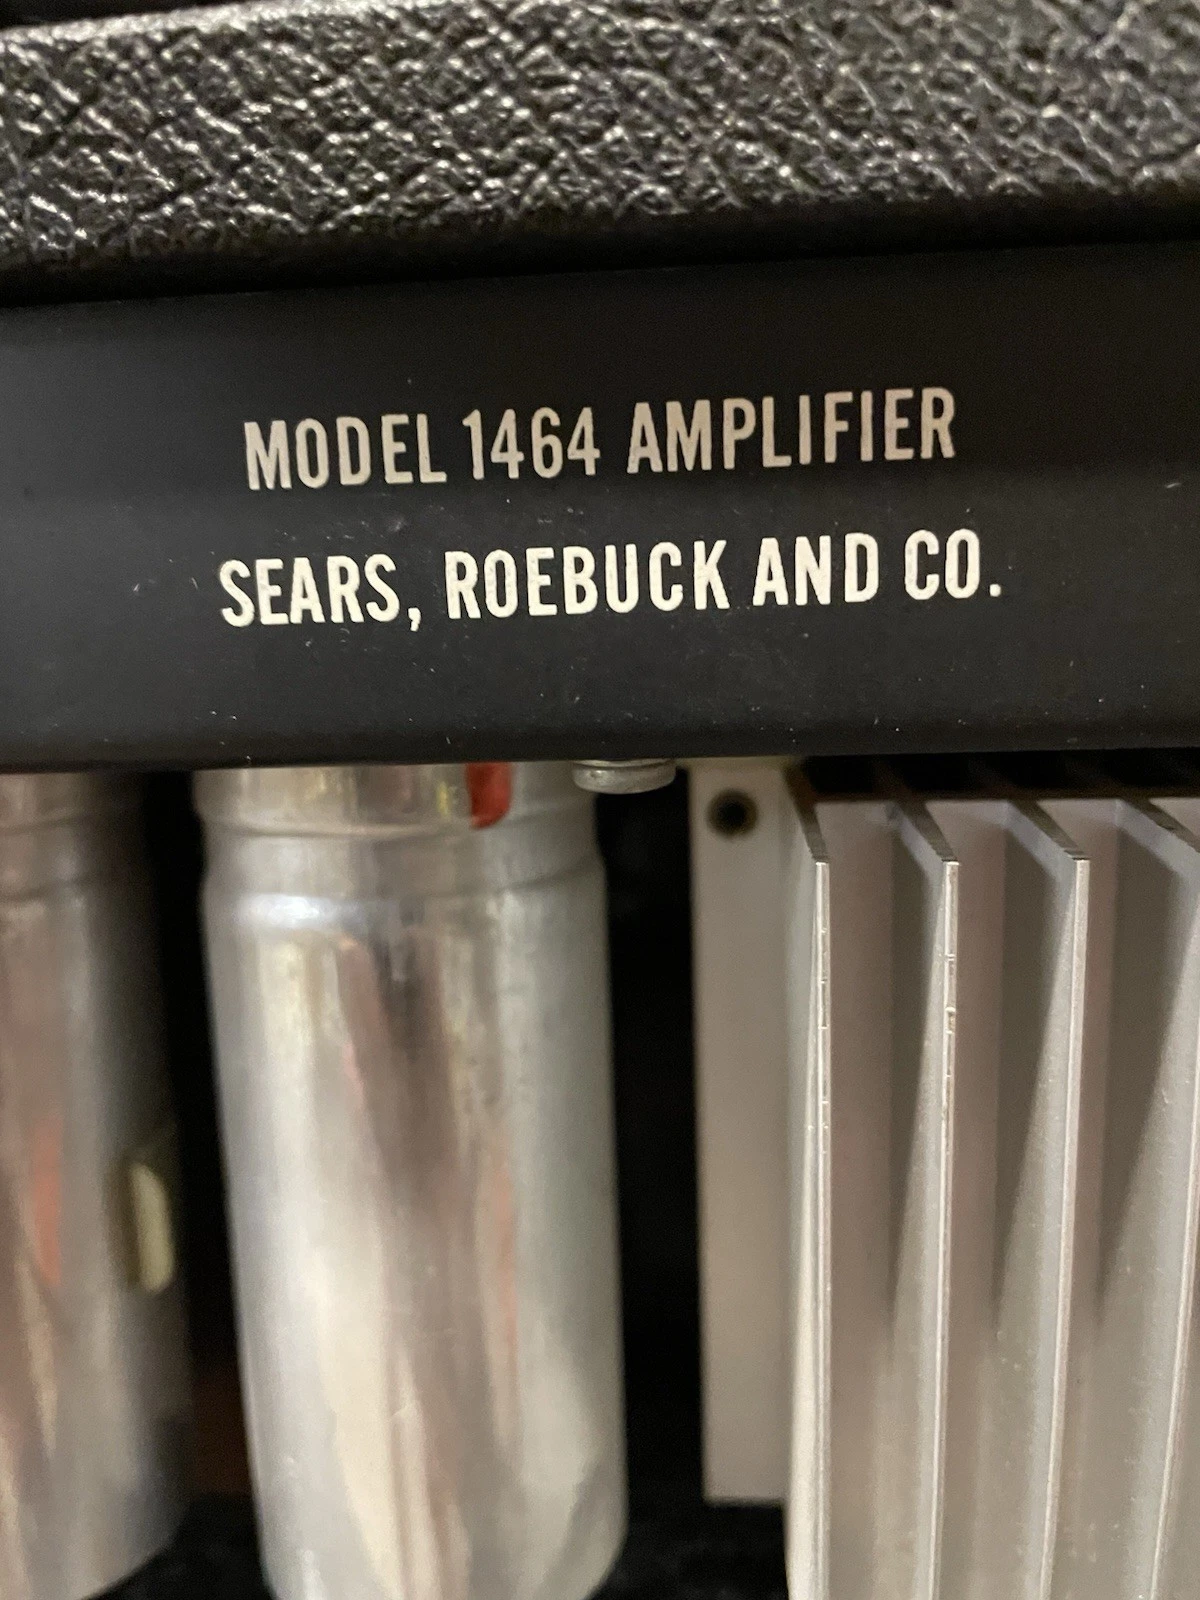 MODEL 1464 AMPLIFIER
SEARS, ROEBUCK AND CO.